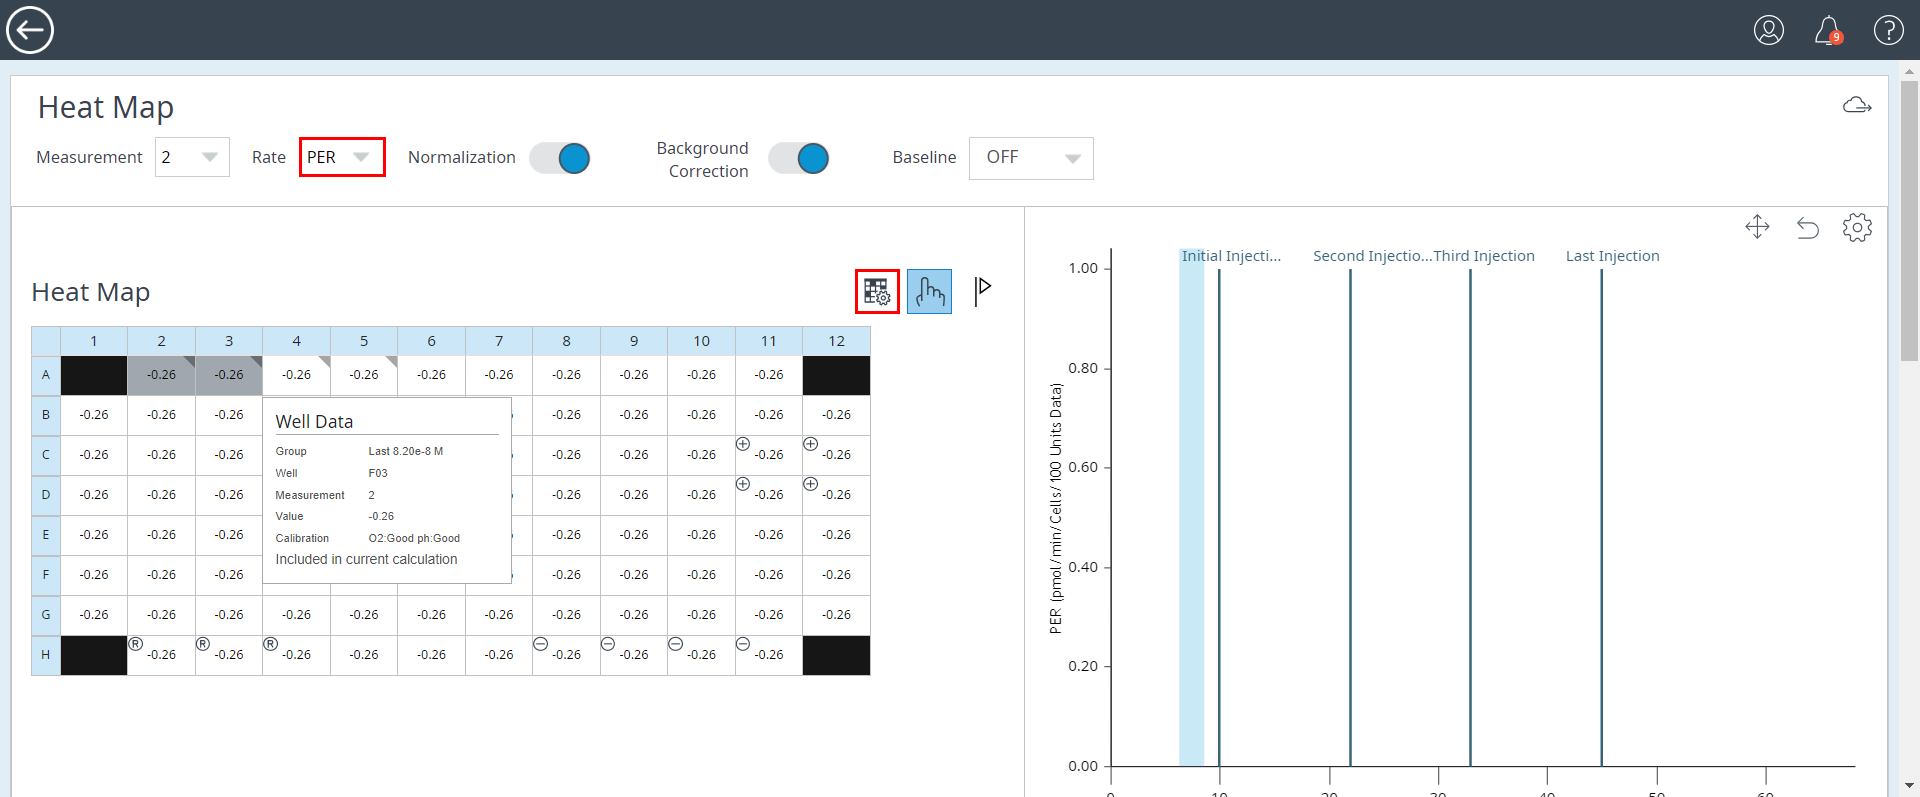 9
Heat Map
Measurement 2 Rate PER Normalization Background Correction Baseline OFF
Heat Map
1 2 3 4 5 6 7 8 9 10 11 12
A -0.26 -0.26 -0.26 -0.26 -0.26 -0.26 -0.26 -0.26 -0.26 -0.26
B -0.26 -0.26 -0.26 -0.26 -0.26 -0.26 -0.26 -0.26
C -0.26 -0.26 -0.26 -0.26 -0.26 -0.26 -0.26 -0.26
D -0.26 -0.26 -0.26 -0.26 -0.26 -0.26 -0.26 -0.26
E -0.26 -0.26 -0.26 -0.26 -0.26 -0.26 -0.26 -0.26
F -0.26 -0.26 -0.26 -0.26 -0.26 -0.26 -0.26 -0.26
G -0.26 -0.26 -0.26 -0.26 -0.26 -0.26 -0.26 -0.26 -0.26 -0.26 -0.26 -0.26
H R -0.26 R -0.26 R -0.26 -0.26 -0.26 -0.26 -0.26 -0.26 -0.26 -0.26
Well Data
Group Last 8.20e-8 M
Well F03
Measurement 2
Value -0.26
Calibration O2:Good ph:Good
Included in current calculation
Initial Injecti... Second Injectio... Third Injection Last Injection
PER (pmol/min/Cells/100 Units Data)
1.00
0.80
0.60
0.40
0.20
0.00
0 10 20 30 40 50 60